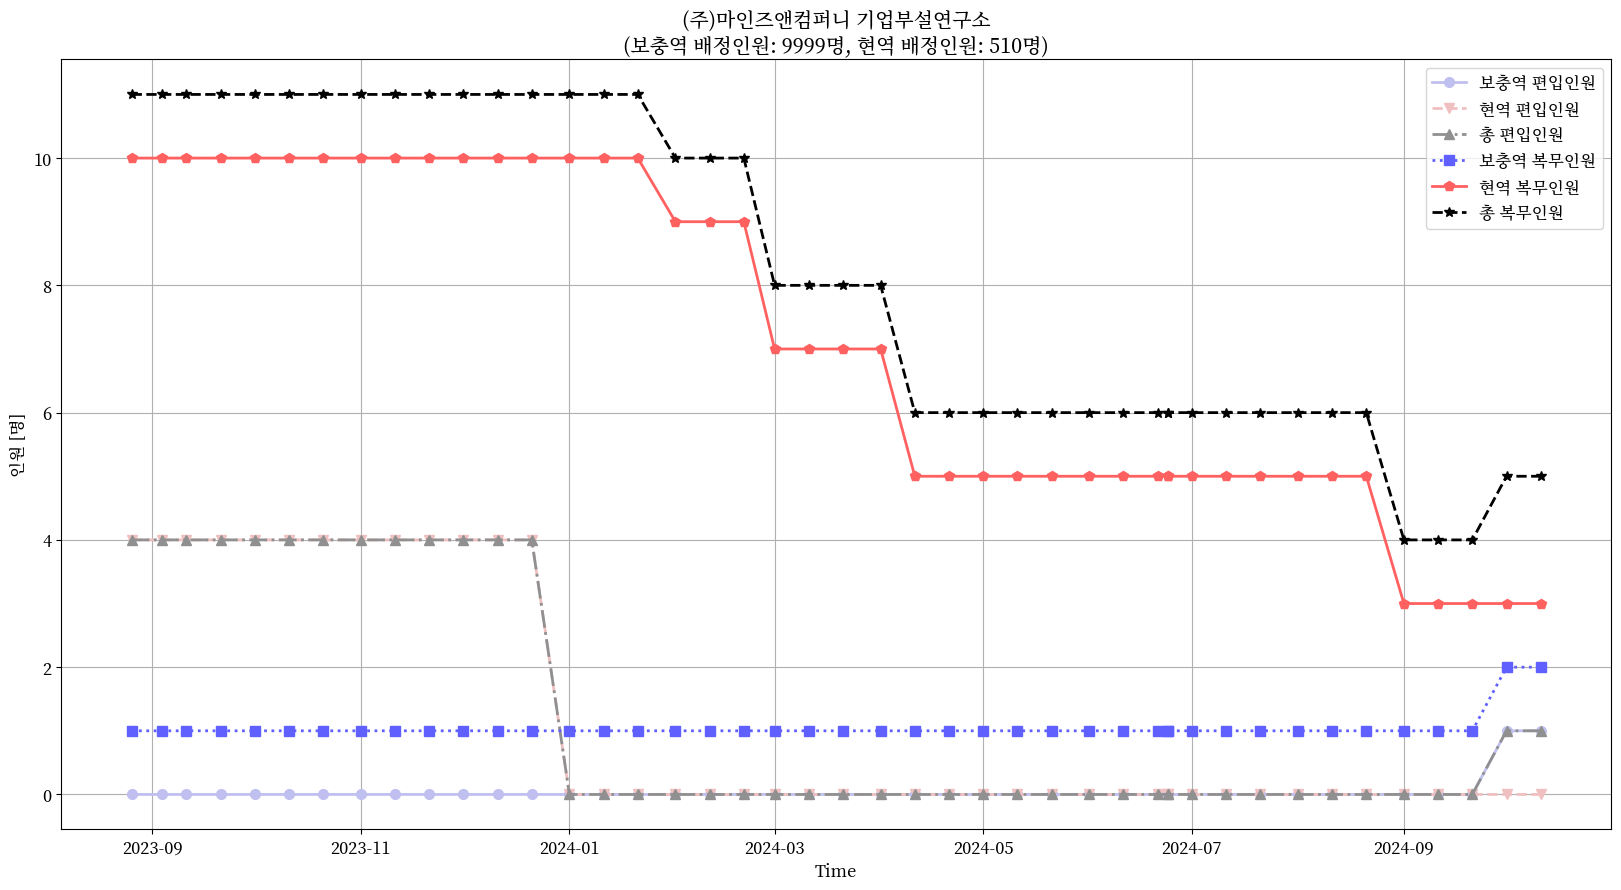 (주)마인즈앤컴퍼니 기업부설연구소
(보충역 배정인원: 9999명, 현역 배정인원: 510명)
보충역 편입인원
현역 편입인원
총 편입인원
보충역 복무인원
현역 복무인원
총 복무인원
인원 [명]
10
8
6
4
2
0
2023-09
2023-11
2024-01
2024-03
2024-05
2024-07
2024-09
Time